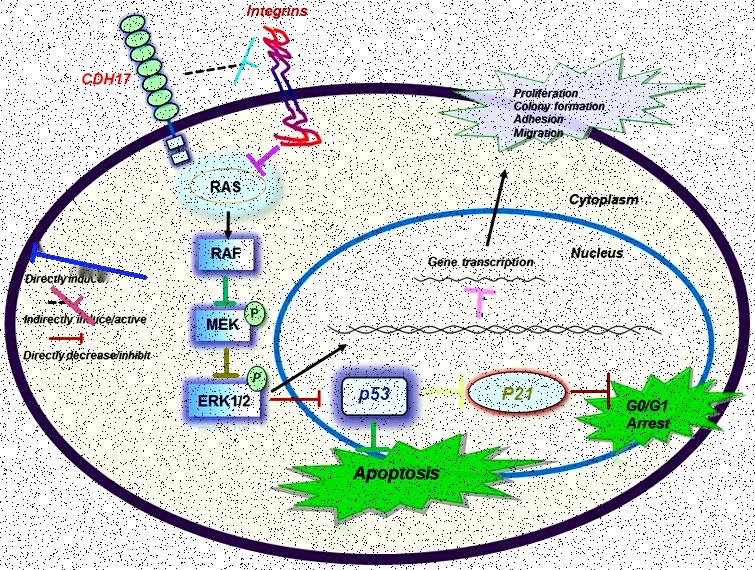 Integrins
CDH17
Proliferation
Colony formation
Adhesion
Migration
RAS
Cytoplasm
RAF
Nucleus
Gene transcription
Directly induce
MEK
P
Indirectly induce/active
Directly decrease/inhibit
P
ERK1/2
p53
P21
G0/G1
Arrest
Apoptosis